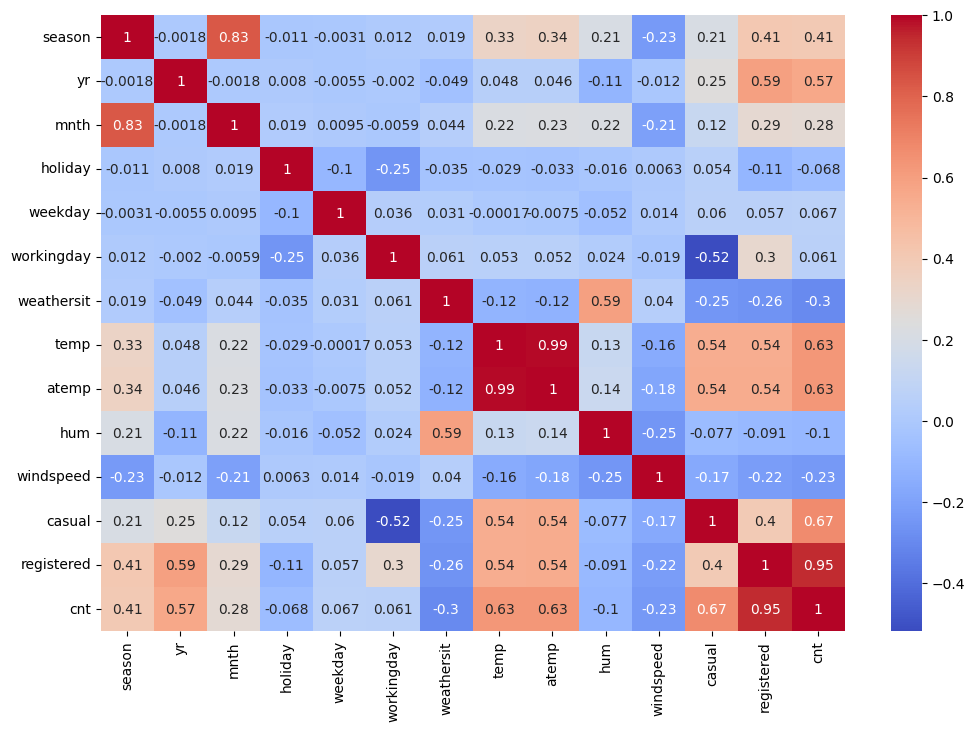 season 1 -0.0018 0.83 -0.011 -0.0031 0.012 0.019 0.33 0.34 0.21 -0.23 0.21 0.41 0.41 1.0
yr -0.0018 1 -0.0018 0.008 -0.0055 -0.002 -0.049 0.048 0.046 -0.11 -0.012 0.25 0.59 0.57 0.8
mnth 0.83 -0.0018 1 0.019 0.0095 -0.0059 0.044 0.22 0.23 0.22 -0.21 0.12 0.29 0.28
holiday -0.011 0.008 0.019 1 -0.1 -0.25 -0.035 -0.029 -0.033 -0.016 0.0063 0.054 -0.11 -0.068 0.6
weekday -0.0031 -0.0055 0.0095 -0.1 1 0.036 0.031 -0.00017 -0.0075 -0.052 0.014 0.06 0.057 0.067
workingday 0.012 -0.002 -0.0059 -0.25 0.036 1 0.061 0.053 0.052 0.024 -0.019 -0.52 0.3 0.061 0.4
weathersit 0.019 -0.049 0.044 -0.035 0.031 0.061 1 -0.12 -0.12 0.59 0.04 -0.25 -0.26 -0.3
temp 0.33 0.048 0.22 -0.029 -0.00017 0.053 -0.12 1 0.99 0.13 -0.16 0.54 0.54 0.63 0.2
atemp 0.34 0.046 0.23 -0.033 -0.0075 0.052 -0.12 0.99 1 0.14 -0.18 0.54 0.54 0.63
hum 0.21 -0.11 0.22 -0.016 -0.052 0.024 0.59 0.13 0.14 1 -0.25 -0.077 -0.091 -0.1 0.0
windspeed -0.23 -0.012 -0.21 0.0063 0.014 -0.019 0.04 -0.16 -0.18 -0.25 1 -0.17 -0.22 -0.23
casual 0.21 0.25 0.12 0.054 0.06 -0.52 -0.25 0.54 0.54 -0.077 -0.17 1 0.4 0.67 −0.2
registered 0.41 0.59 0.29 -0.11 0.057 0.3 -0.26 0.54 0.54 -0.091 -0.22 0.4 1 0.95
cnt 0.41 0.57 0.28 -0.068 0.067 0.061 -0.3 0.63 0.63 -0.1 -0.23 0.67 0.95 1 −0.4
season yr mnth holiday weekday workingday weathersit temp atemp hum windspeed casual registered cnt